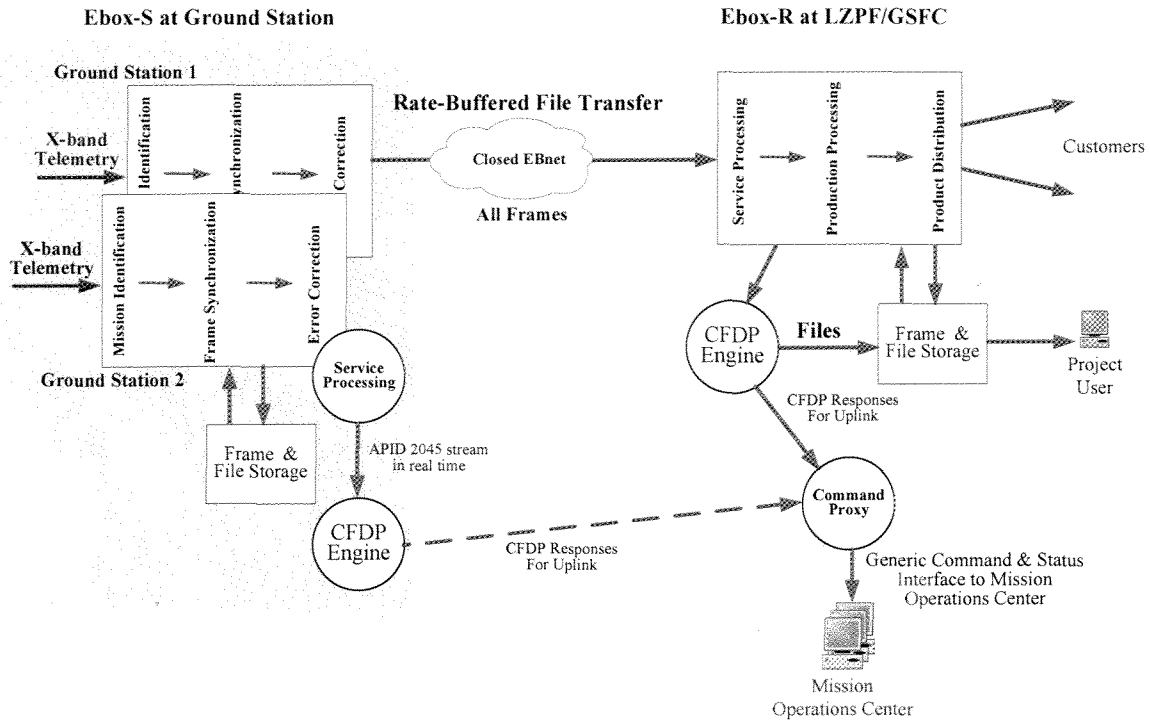 Ebox-S at Ground Station
Ebox-R at LZPF/GSFC
Ground Station 1
X-band
Telemetry
Identification
ynchronization
Correction
Rate-Buffered File Transfer
Closed EBnet
All Frames
Service Processing
Production Processing
Product Distribution
Customers
X-band
Telemetry
Mission Identification
Frame Synchronization
Error Correction
Ground Station 2
Service
Processing
Frame &
File Storage
APID 2045 stream
in real time
CFDP
Engine
CFDP Responses
For Uplink
CFDP
Engine
Files
Frame &
File Storage
Project
User
CFDP Responses
For Uplink
Command
Proxy
Generic Command & Status
Interface to Mission
Operations Center
Mission
Operations Center